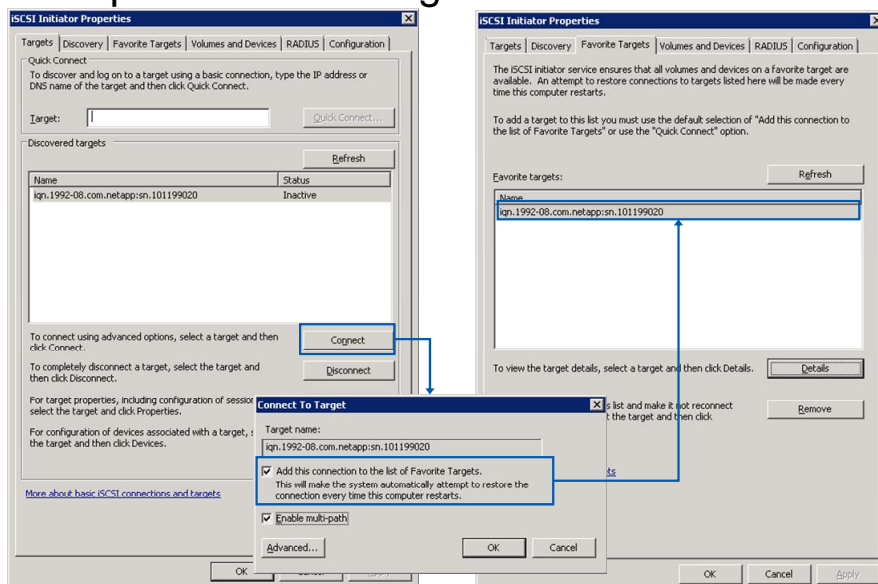 iSCSI Initiator Properties
Targets Discovery Favorite Targets Volumes and Devices RADIUS Configuration
Quick Connect
To discover and log on to a target using a basic connection, type the IP address or
DNS name of the target and then click Quick Connect.
Target:
Quick Connect...
Discovered targets
Refresh
Name Status
iqn.1992-08.com.netapp:sn.101199020 Inactive
To connect using advanced options, select a target and then
click Connect.
Connect
To completely disconnect a target, select the target and
then click Disconnect.
Disconnect
For target properties, including configuration of session
select the target and click Properties.
For configuration of devices associated with a target,
the target and then click Devices.
More about basic iSCSI connections and targets
OK
Connect To Target
Target name:
iqn.1992-08.com.netapp:sn.101199020
Add this connection to the list of Favorite Targets.
This will make the system automatically attempt to restore the
connection every time this computer restarts.
Enable multi-path
Advanced...
OK Cancel
iSCSI Initiator Properties
Targets Discovery Favorite Targets Volumes and Devices RADIUS Configuration
The iSCSI initiator service ensures that all volumes and devices on a favorite target are
available. An attempt to restore connections to targets listed here will be made every
time this computer restarts.
To add a target to this list you must use the default selection of "Add this connection to
the list of Favorite Targets" or use the "Quick Connect" option.
Favorite targets:
Refresh
Name
iqn.1992-08.com.netapp:sn.101199020
To view the target details, select a target and then click Details.
Details
list and make it not reconnect
the target and then click
Remove
OK Cancel Apply